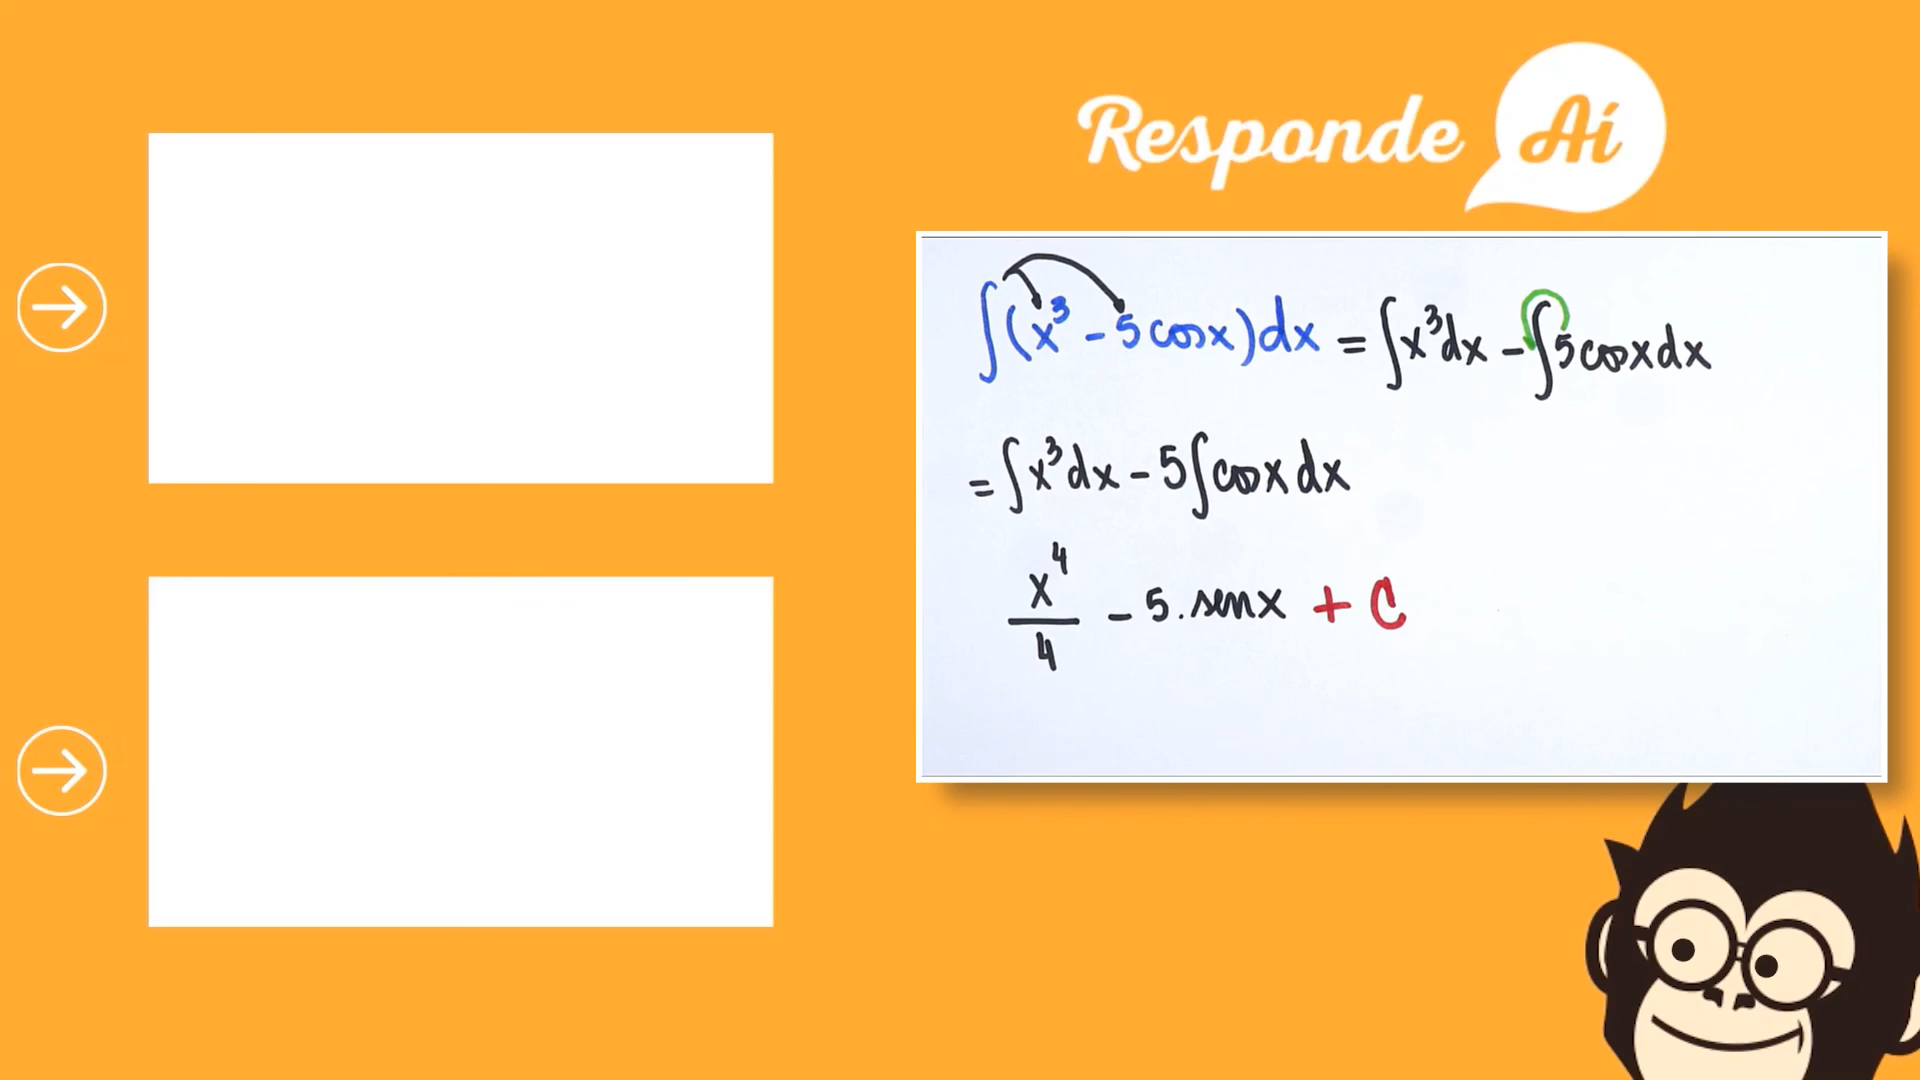 Responde Aí
∫(x³ - 5cosx)dx = ∫x³dx - ∫5cosxdx
= ∫x³dx - 5∫cosxdx
x⁴/4 - 5.senx + C